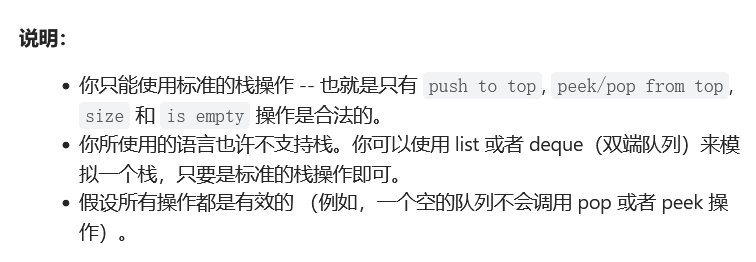 说明：
你只能使用标准的栈操作 -- 也就是只有 push to top, peek/pop from top,
size 和 is empty 操作是合法的。
你所使用的语言也许不支持栈。你可以使用 list 或者 deque（双端队列）来模
拟一个栈，只要是标准的栈操作即可。
假设所有操作都是有效的 （例如，一个空的队列不会调用 pop 或者 peek 操
作）。